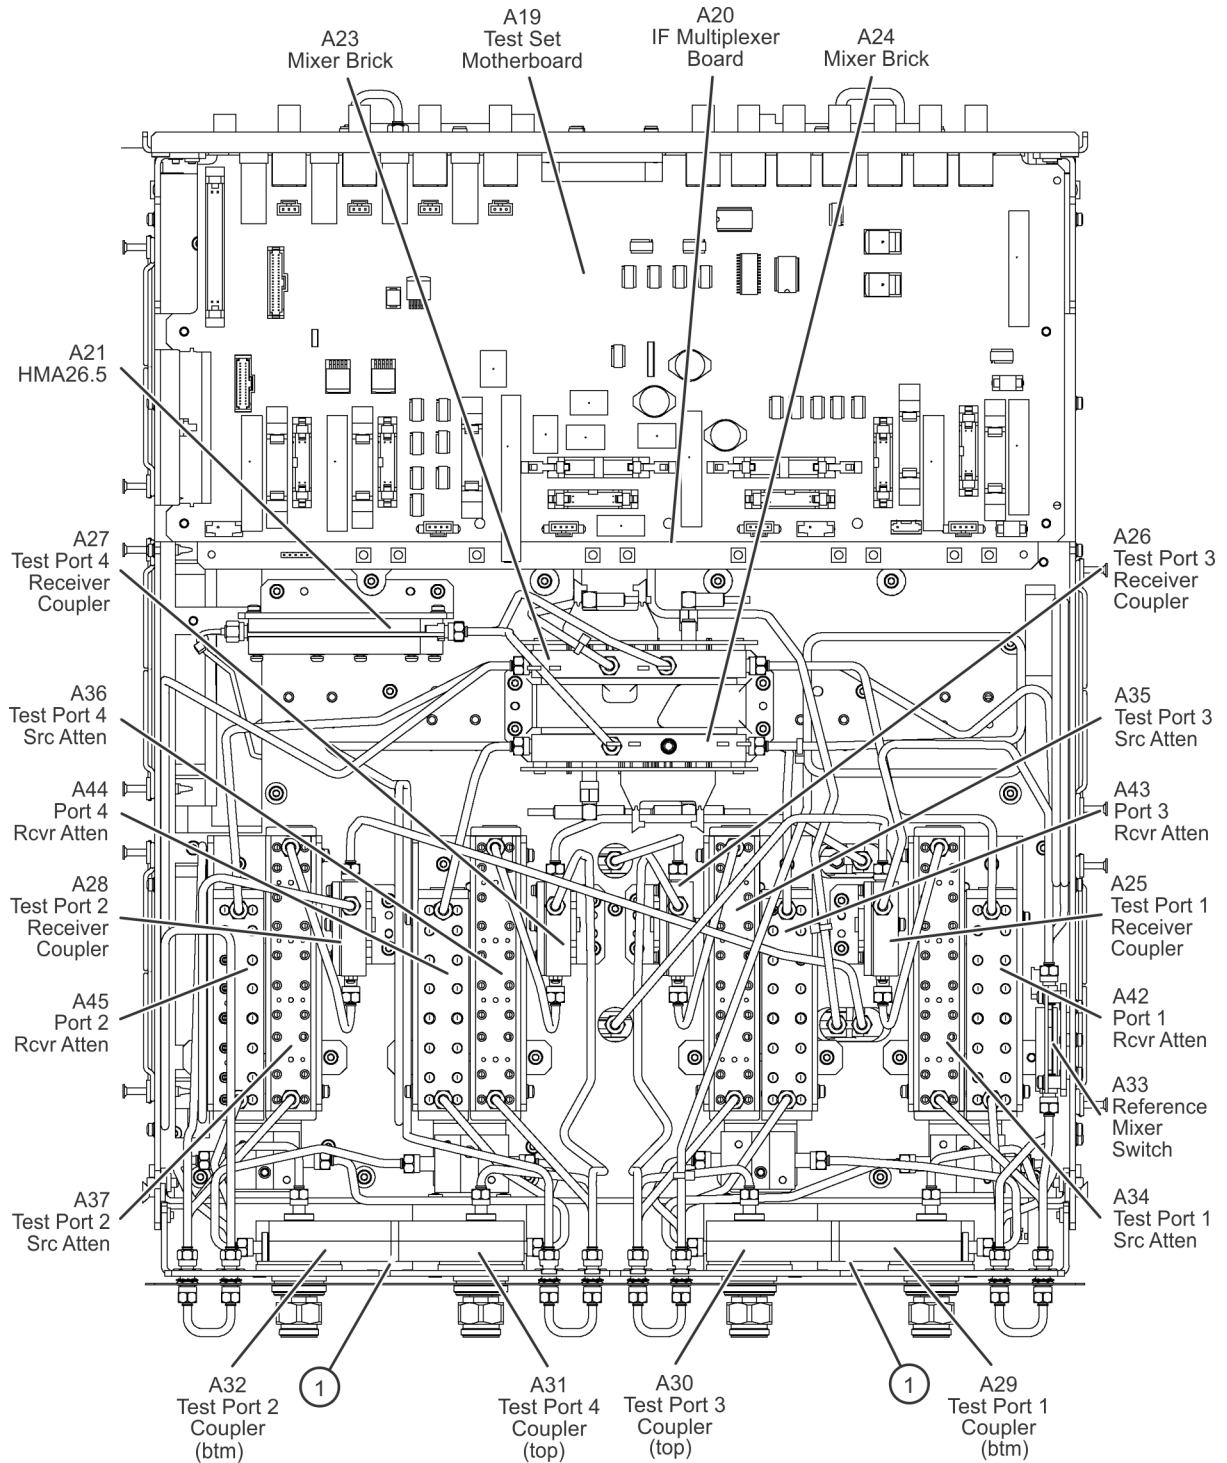 A23
Mixer Brick
A19
Test Set
Motherboard
A20
IF Multiplexer
Board
A24
Mixer Brick
A21
HMA26.5
A27
Test Port 4
Receiver
Coupler
A36
Test Port 4
Src Atten
A44
Port 4
Rcvr Atten
A28
Test Port 2
Receiver
Coupler
A45
Port 2
Rcvr Atten
A37
Test Port 2
Src Atten
A26
Test Port 3
Receiver
Coupler
A35
Test Port 3
Src Atten
A43
Port 3
Rcvr Atten
A25
Test Port 1
Receiver
Coupler
A42
Port 1
Rcvr Atten
A33
Reference
Mixer
Switch
A34
Test Port 1
Src Atten
A32
Test Port 2
Coupler
(btm)
1
A31
Test Port 4
Coupler
(top)
A30
Test Port 3
Coupler
(top)
1
A29
Test Port 1
Coupler
(btm)